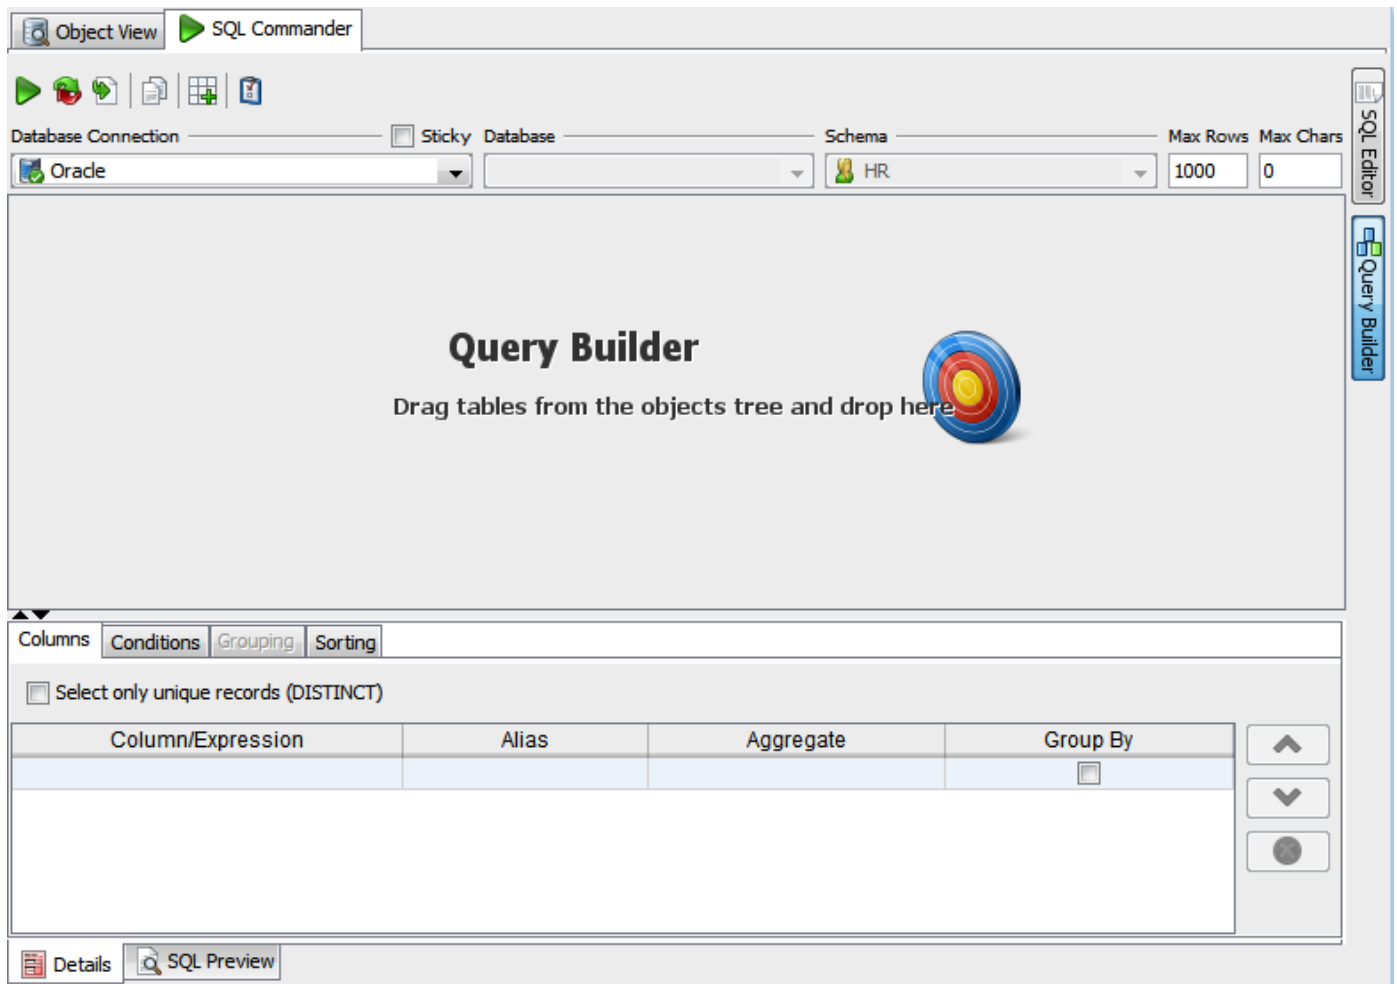 Object View SQL Commander
Database Connection Sticky Database Schema Max Rows Max Chars
Oracle HR 1000 0
SQL Editor
Query Builder
Query Builder
Drag tables from the objects tree and drop here
Columns Conditions Grouping Sorting
Select only unique records (DISTINCT)
Column/Expression Alias Aggregate Group By
Details SQL Preview